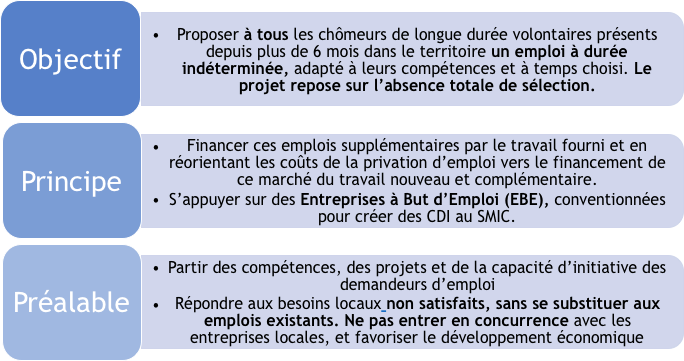 Objectif
• Proposer à tous les chômeurs de longue durée volontaires présents
depuis plus de 6 mois dans le territoire un emploi à durée
indéterminée, adapté à leurs compétences et à temps choisi. Le
projet repose sur l’absence totale de sélection.
Principe
• Financer ces emplois supplémentaires par le travail fourni et en
réorientant les coûts de la privation d’emploi vers le financement de
ce marché du travail nouveau et complémentaire.
• S’appuyer sur des Entreprises à But d’Emploi (EBE), conventionnées
pour créer des CDI au SMIC.
Préalable
• Partir des compétences, des projets et de la capacité d’initiative des
demandeurs d’emploi
• Répondre aux besoins locaux non satisfaits, sans se substituer aux
emplois existants. Ne pas entrer en concurrence avec les
entreprises locales, et favoriser le développement économique